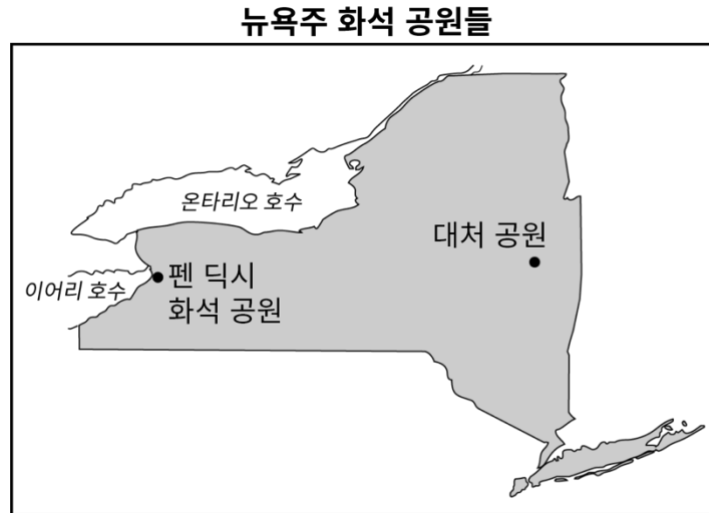 뉴욕주 화석 공원들
온타리오 호수
대처 공원
이어리 호수
펜 딕시
화석 공원